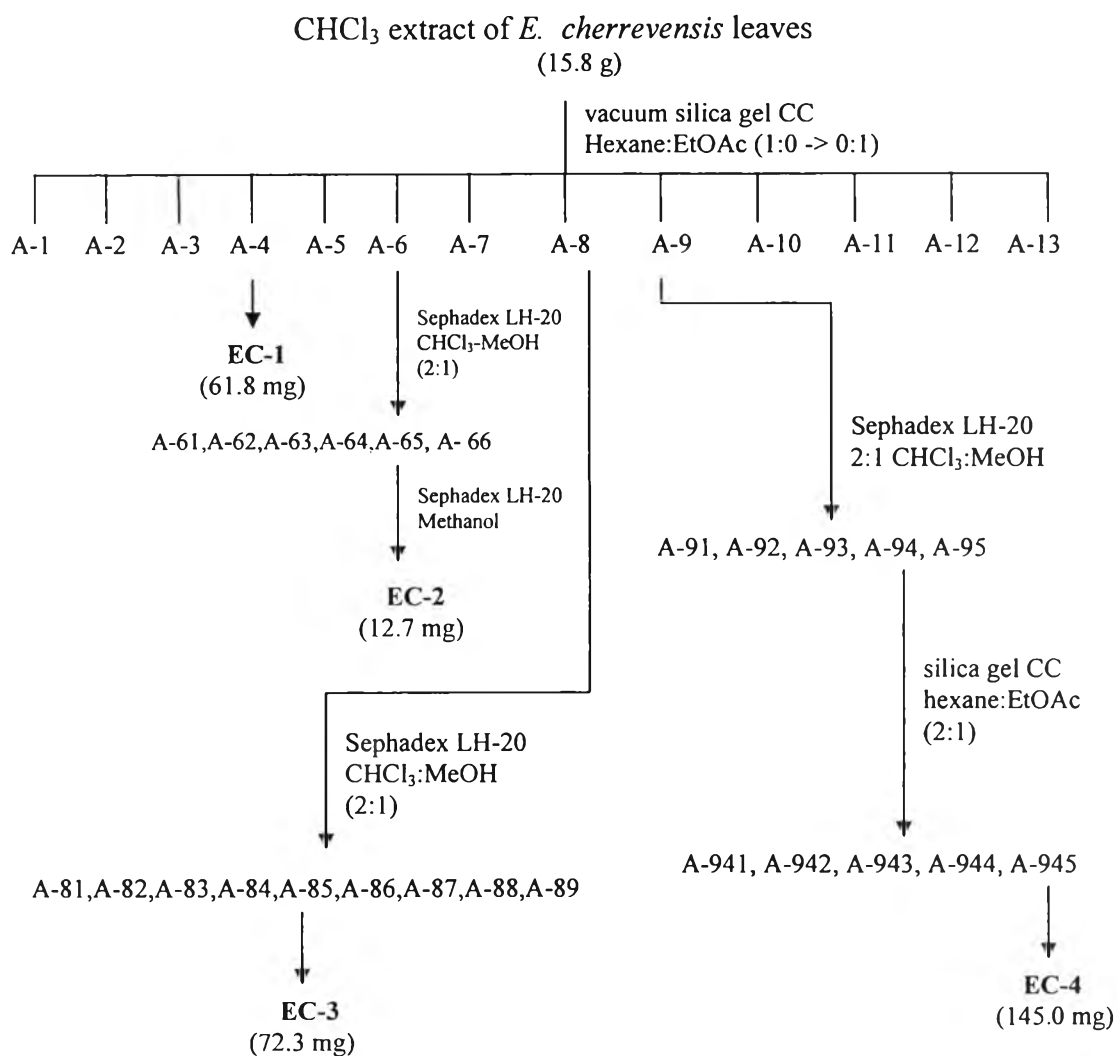 CHCl₃ extract of E. cherrevensis leaves
(15.8 g)
vacuum silica gel CC
Hexane:EtOAc (1:0 -> 0:1)
A-1 A-2 A-3 A-4 A-5 A-6 A-7 A-8 A-9 A-10 A-11 A-12 A-13
EC-1
(61.8 mg)
Sephadex LH-20
CHCl₃-MeOH
(2:1)
A-61,A-62,A-63,A-64,A-65, A- 66
Sephadex LH-20
Methanol
EC-2
(12.7 mg)
Sephadex LH-20
CHCl₃:MeOH
(2:1)
A-81,A-82,A-83,A-84,A-85,A-86,A-87,A-88,A-89
EC-3
(72.3 mg)
Sephadex LH-20
2:1 CHCl₃:MeOH
A-91, A-92, A-93, A-94, A-95
silica gel CC
hexane:EtOAc
(2:1)
A-941, A-942, A-943, A-944, A-945
EC-4
(145.0 mg)